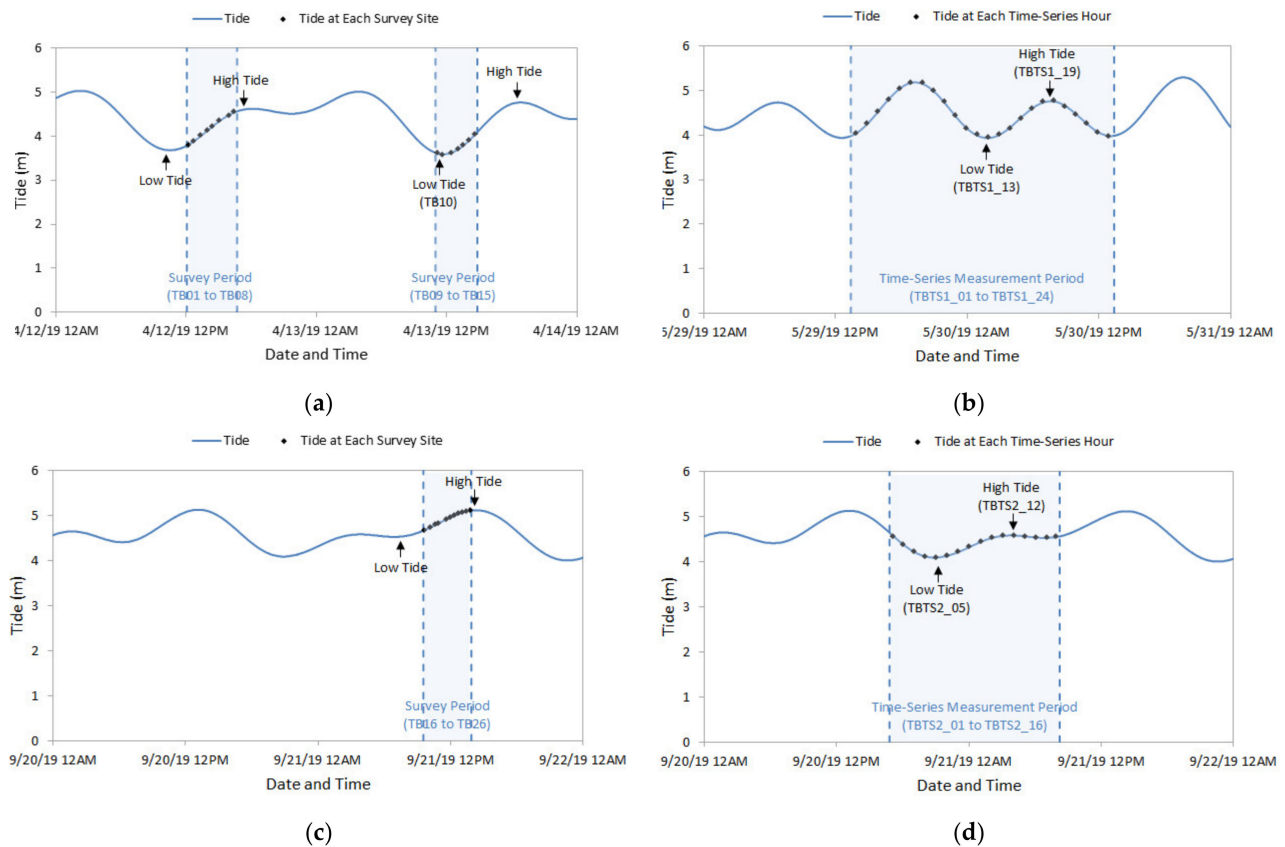 Tide Tide at Each Survey Site
6
High Tide
High Tide
5
4
Low Tide
Low Tide
(TB10)
3
2
Survey Period
(TB01 to TB08)
Survey Period
(TB09 to TB15)
1
0
Tide (m)
4/12/19 12AM 4/12/19 12PM 4/13/19 12AM 4/13/19 12PM 4/14/19 12AM
Date and Time
(a)
Tide Tide at Each Time-Series Hour
6
High Tide
(TBTS1_19)
5
4
Low Tide
(TBTS1_13)
3
2
Time-Series Measurement Period
(TBTS1_01 to TBTS1_24)
1
0
Tide (m)
5/29/19 12AM 5/29/19 12PM 5/30/19 12AM 5/30/19 12PM 5/31/19 12AM
Date and Time
(b)
Tide Tide at Each Survey Site
6
High Tide
5
4
Low Tide
3
2
1
Survey Period
(TB16 to TB26)
0
Tide (m)
9/20/19 12AM 9/20/19 12PM 9/21/19 12AM 9/21/19 12PM 9/22/19 12AM
Date and Time
(c)
Tide Tide at Each Time-Series Hour
6
High Tide
(TBTS2_12)
5
4
Low Tide
(TBTS2_05)
3
2
1
Time-Series Measurement Period
(TBTS2_01 to TBTS2_16)
0
Tide (m)
9/20/19 12AM 9/20/19 12PM 9/21/19 12AM 9/21/19 12PM 9/22/19 12AM
Date and Time
(d)